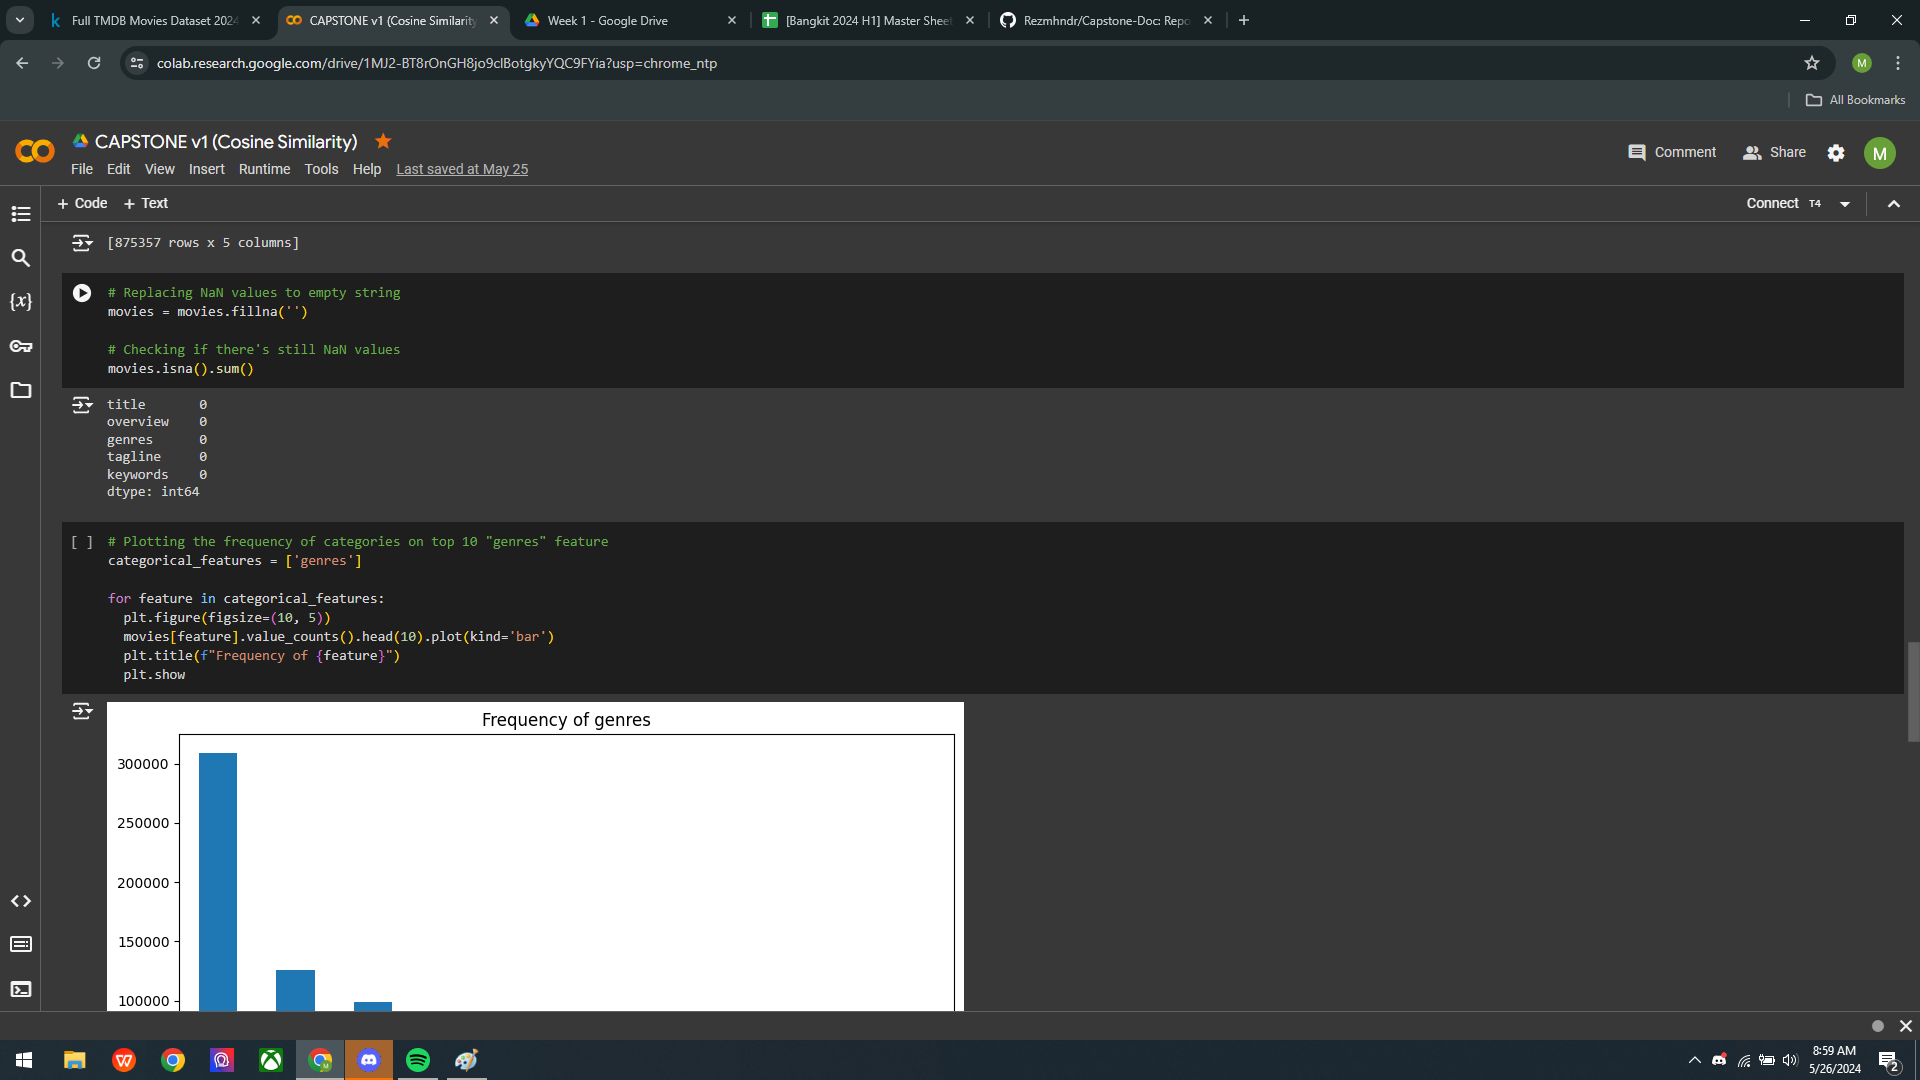 Full TMDB Movies Dataset 2024
CAPSTONE v1 (Cosine Similarity
Week 1 - Google Drive
[Bangkit 2024 H1] Master Sheet
Rezmhndr/Capstone-Doc: Repo
colab.research.google.com/drive/1MJ2-BT8rOnGH8jo9clBotgkyYQC9FYia?usp=chrome_ntp
M
All Bookmarks
CAPSTONE v1 (Cosine Similarity)
File Edit View Insert Runtime Tools Help Last saved at May 25
Comment Share M
+ Code + Text
Connect T4
[875357 rows x 5 columns]
# Replacing NaN values to empty string
movies = movies.fillna('')
# Checking if there's still NaN values
movies.isna().sum()
title 0
overview 0
genres 0
tagline 0
keywords 0
dtype: int64
[ ] # Plotting the frequency of categories on top 10 "genres" feature
categorical_features = ['genres']
for feature in categorical_features:
plt.figure(figsize=(10, 5))
movies[feature].value_counts().head(10).plot(kind='bar')
plt.title(f"Frequency of {feature}")
plt.show
Frequency of genres
300000
250000
200000
150000
100000
8:59 AM
5/26/2024
2